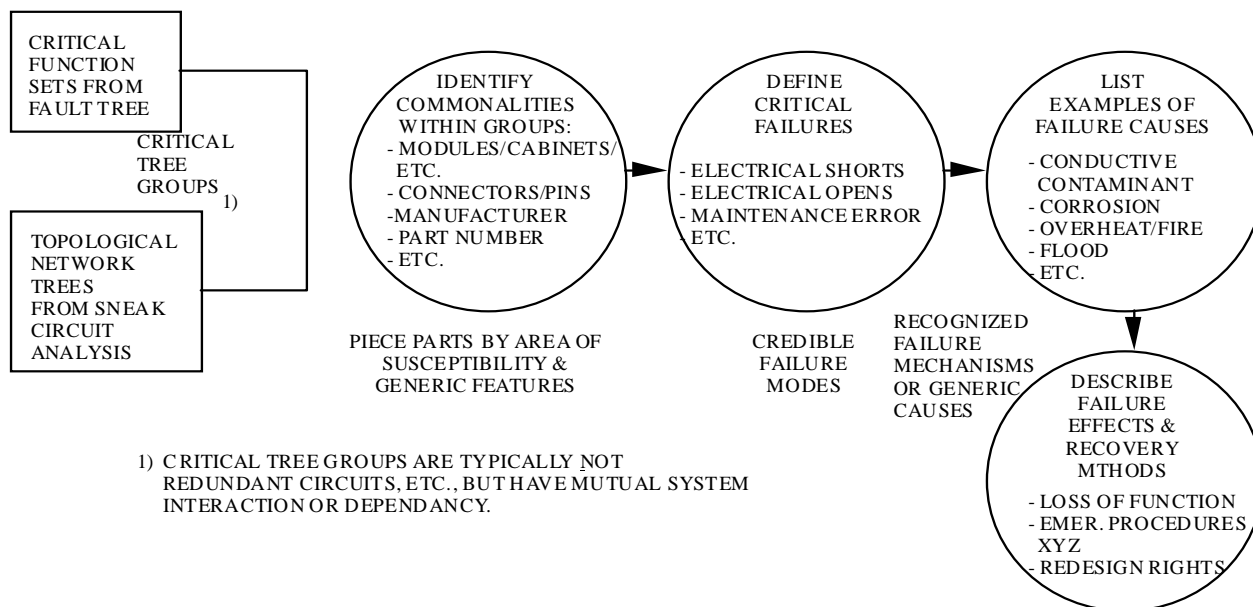 CRITICAL
FUNCTION
SETS FROM
FAULT TREE
CRITICAL
TREE
GROUPS 1)
TOPOLOGICAL
NETWORK
TREES
FROM SNEAK
CIRCUIT
ANALYSIS
IDENTIFY
COMMONALITIES
WITHIN GROUPS:
- MODULES/CABINETS/
ETC.
- CONNECTORS/PINS
-MANUFACTURER
- PART NUMBER
- ETC.
PIECE PARTS BY AREA OF
SUSCEPTIBILITY &
GENERIC FEATURES
DEFINE
CRITICAL
FAILURES
- ELECTRICAL SHORTS
- ELECTRICAL OPENS
- MAINTENANCE ERROR
- ETC.
CREDIBLE
FAILURE
MODES
LIST
EXAMPLES OF
FAILURE CAUSES
- CONDUCTIVE
CONTAMINANT
- CORROSION
- OVERHEAT/FIRE
- FLOOD
- ETC.
RECOGNIZED
FAILURE
MECHANISMS
OR GENERIC
CAUSES
DESCRIBE
FAILURE
EFFECTS &
RECOVERY
MTHODS
- LOSS OF FUNCTION
- EMER. PROCEDURES
XYZ
- REDESIGN RIGHTS
1) CRITICAL TREE GROUPS ARE TYPICALLY NOT
REDUNDANT CIRCUITS, ETC., BUT HAVE MUTUAL SYSTEM
INTERACTION OR DEPENDANCY.